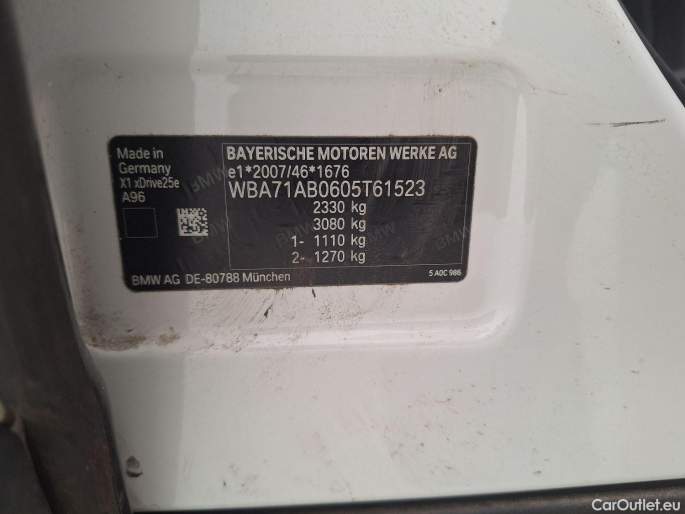 Made in
Germany
X1 xDrive25e
A96
BAYERISCHE MOTOREN WERKE AG
e1*2007/46*1676
WBA71AB0605T61523
2330 kg
3080 kg
1- 1110 kg
2- 1270 kg
BMW AG DE-80788 München
5 A0C 986
CarOutlet.eu